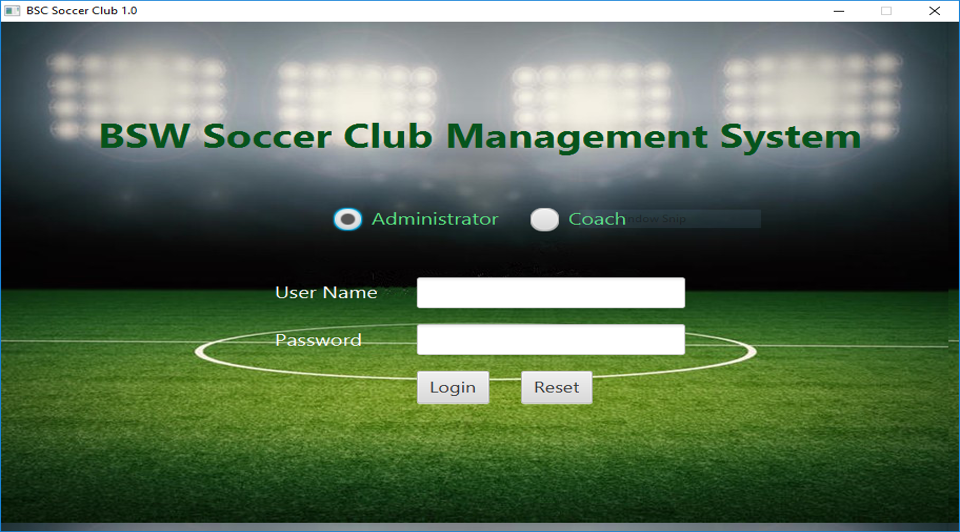 BSC Soccer Club 1.0
BSW Soccer Club Management System
Administrator Coach
User Name
Password
Login Reset